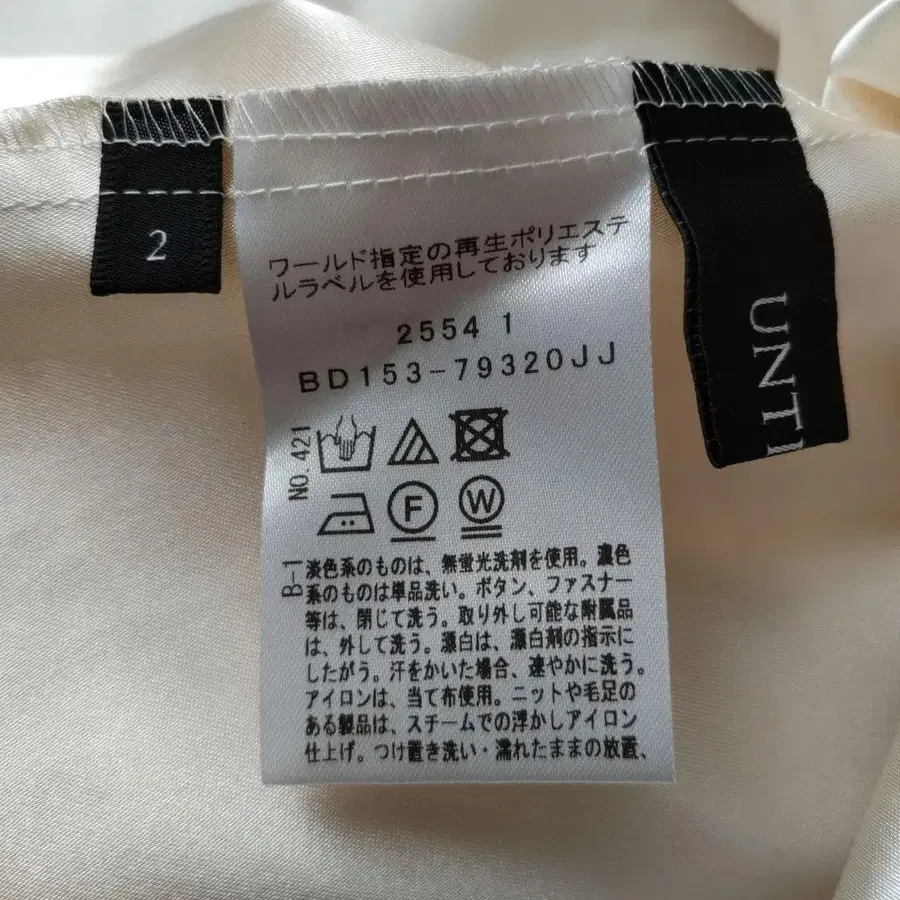 2
ワールド指定の再生ポリエステ
ルラベルを使用しております
2554 1
BD153-79320JJ
NO.421
F
W
B-1
淡色系のものは、無蛍光洗剤を使用。濃色
系のものは単品洗い。ボタン、ファスナー
等は、閉じて洗う。取り外し可能な附属品
は、外して洗う。漂白は、漂白剤の指示に
したがう。汗をかいた場合、速やかに洗う。
アイロンは、当て布使用。ニットや毛足の
ある製品は、スチームでの浮かしアイロン
仕上げ。つけ置き洗い・濡れたままの放置、
UNTI